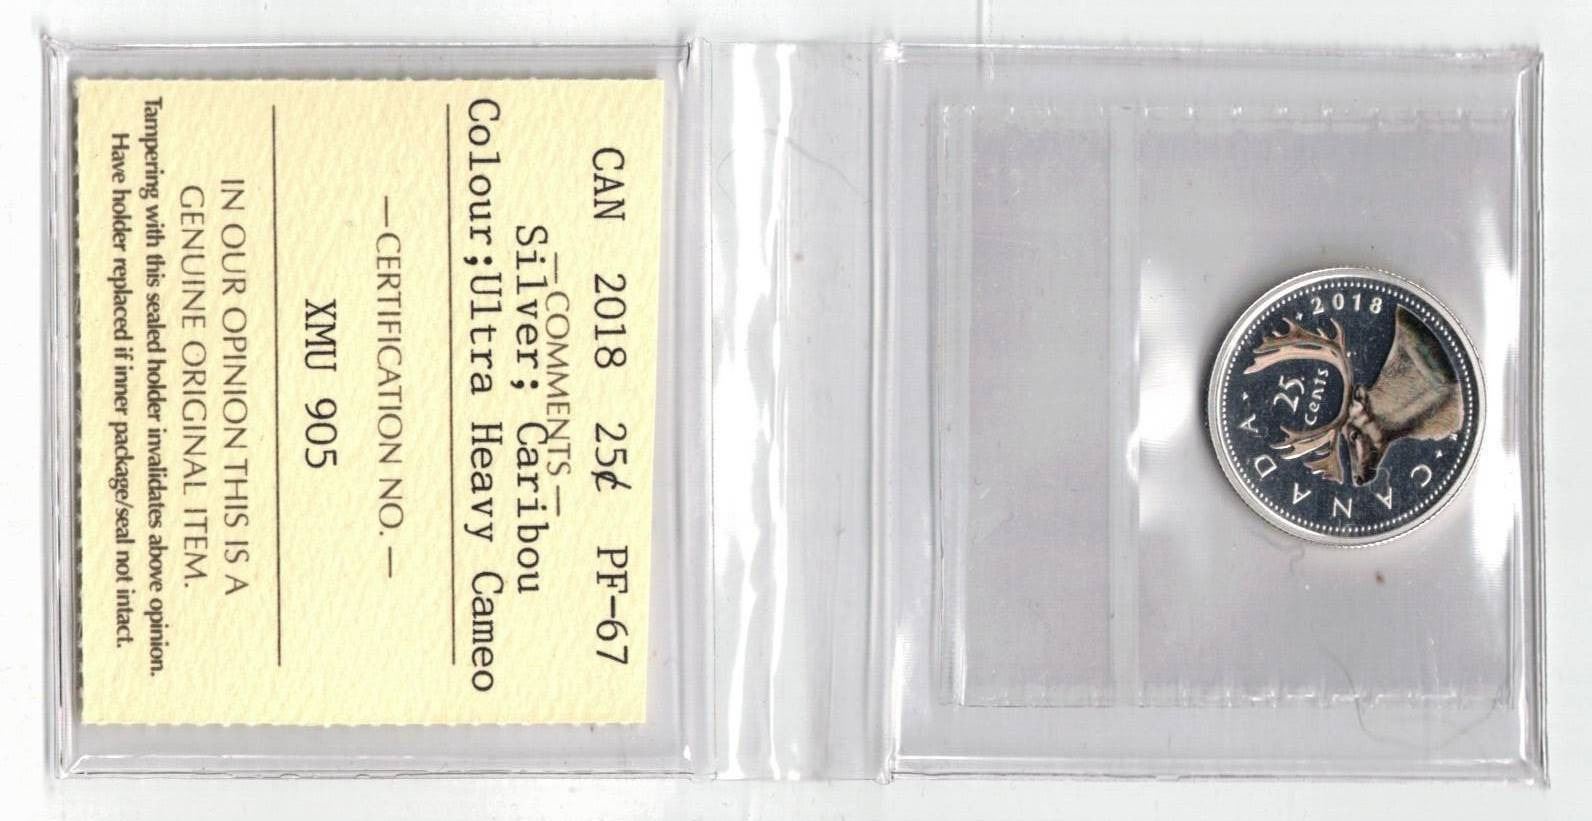 CAN 2018 25¢ PF-67
—COMMENTS—
Silver; Caribou
Colour;Ultra Heavy Cameo
—CERTIFICATION NO.—
XMU 905
IN OUR OPINION THIS IS A
GENUINE ORIGINAL ITEM.
Tampering with this sealed holder invalidates above opinion.
Have holder replaced if inner package/seal not intact.
2018
25
cents
CANADA